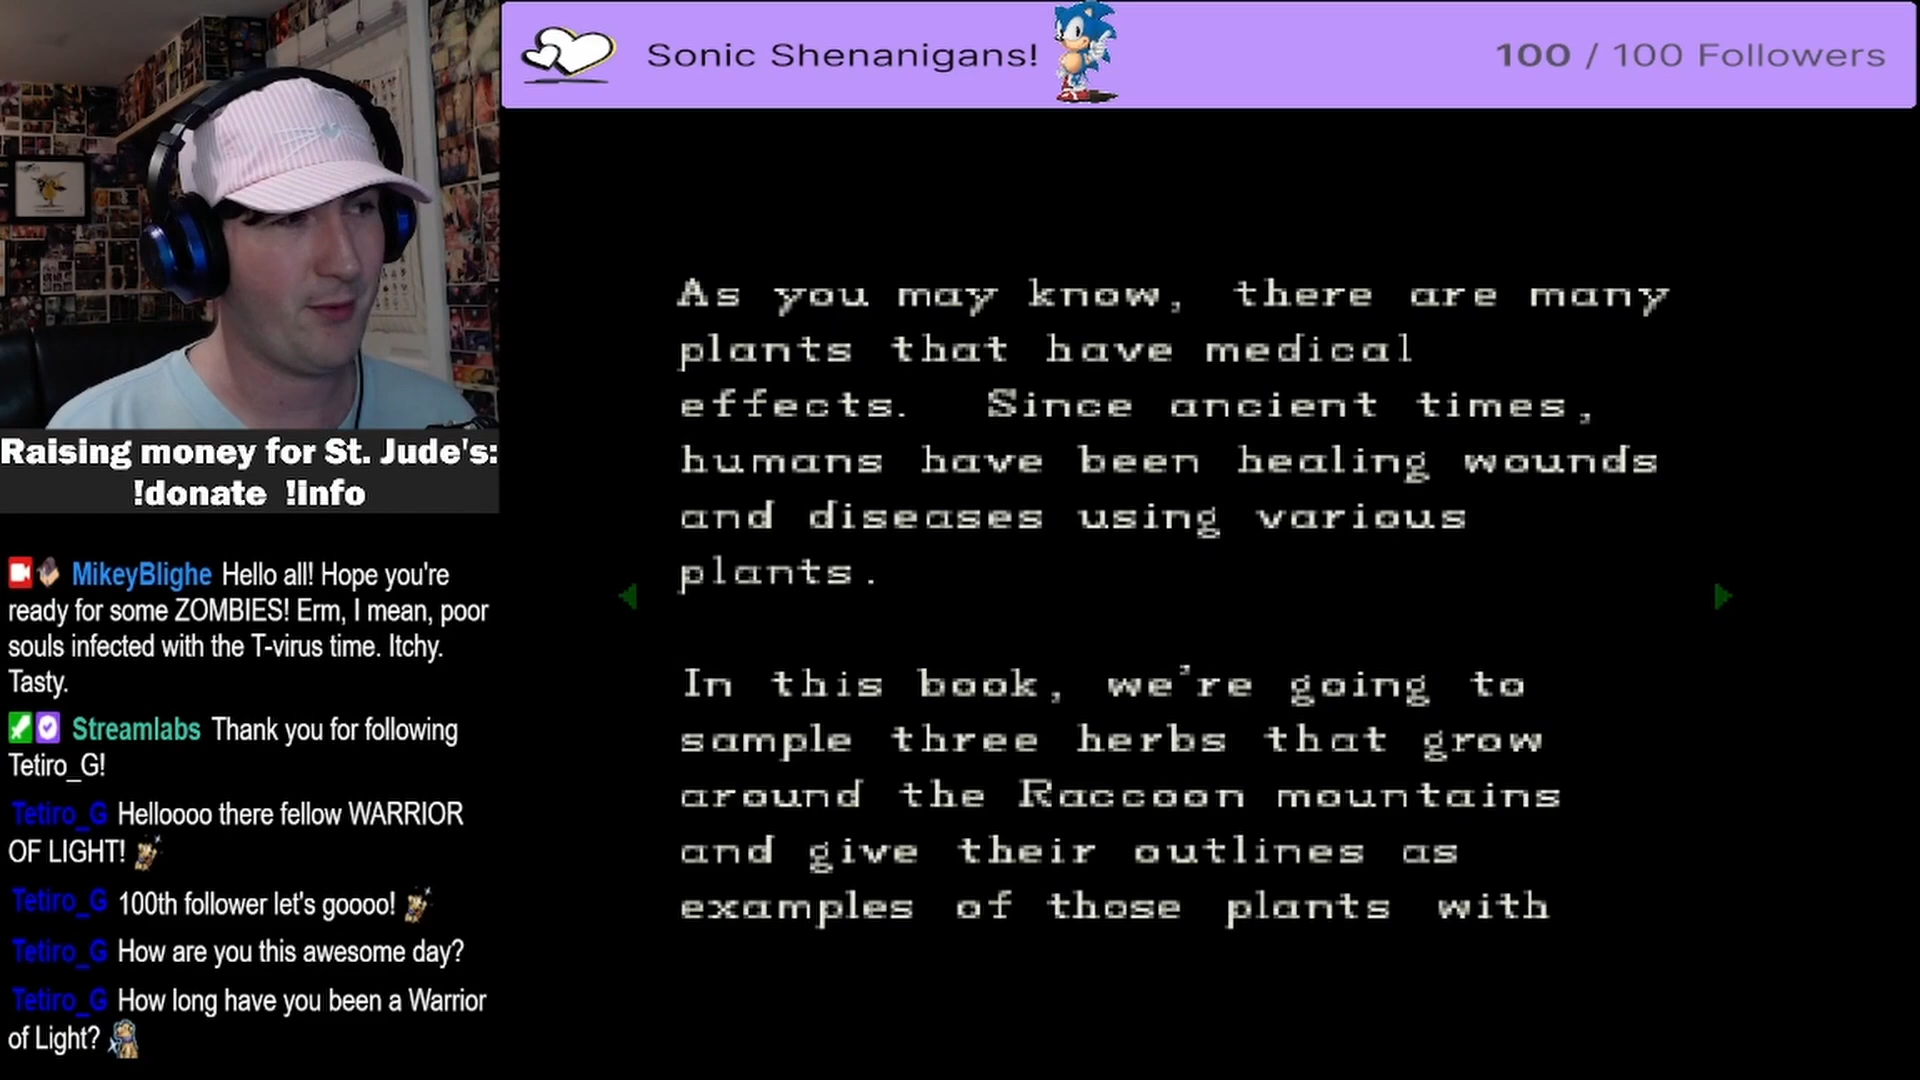 Sonic Shenanigans!
100 / 100 Followers
As you may know, there are many
plants that have medical
effects. Since ancient times,
humans have been healing wounds
and diseases using various
plants.
In this book, we're going to
sample three herbs that grow
around the Raccoon mountains
and give their outlines as
examples of those plants with
Raising money for St. Jude's:
!donate !info
MikeyBlighe Hello all! Hope you're
ready for some ZOMBIES! Erm, I mean, poor
souls infected with the T-virus time. Itchy.
Tasty.
Streamlabs Thank you for following
Tetiro_G!
Tetiro_G Helloooo there fellow WARRIOR
OF LIGHT!
Tetiro_G 100th follower let's goooo!
Tetiro_G How are you this awesome day?
Tetiro_G How long have you been a Warrior
of Light?